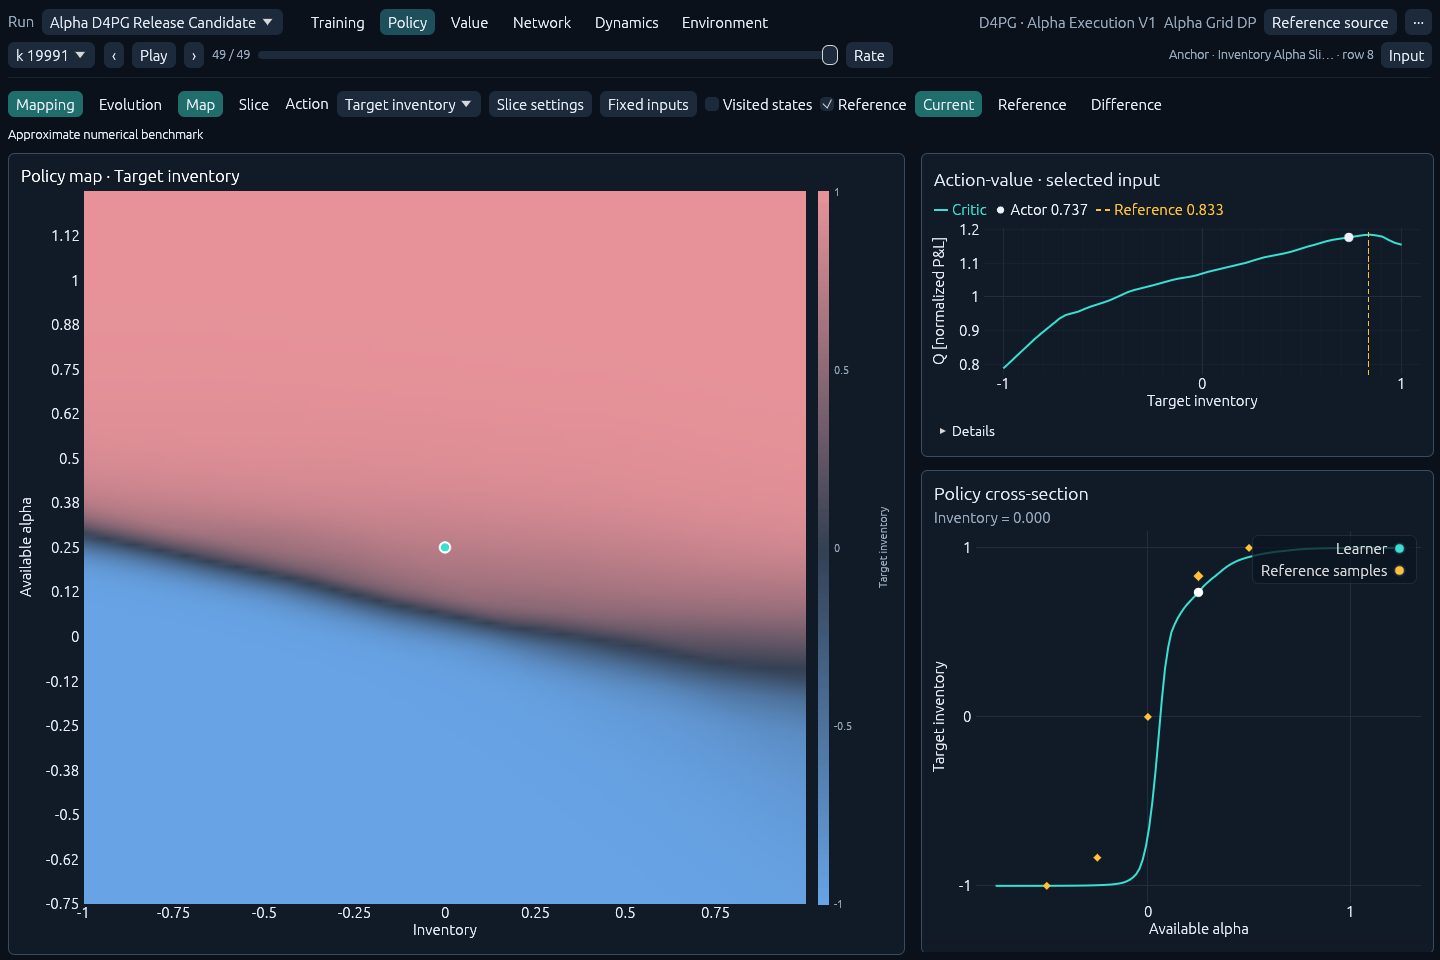 Run Alpha D4PG Release Candidate Training Policy Value Network Dynamics Environment D4PG · Alpha Execution V1 Alpha Grid DP Reference source ...
k 19991 ‹ Play › 49 / 49 Rate Anchor · Inventory Alpha Sli... · row 8 Input
Mapping Evolution Map Slice Action Target inventory Slice settings Fixed inputs Visited states Reference Current Reference Difference
Approximate numerical benchmark
Policy map · Target inventory
1.12
1
0.88
0.75
0.62
0.5
0.38
0.25
0.12
0
-0.12
-0.25
-0.38
-0.5
-0.62
-0.75
Available alpha
-1 -0.75 -0.5 -0.25 0 0.25 0.5 0.75
Inventory
1
0.5
0
-0.5
-1
Target inventory
Action-value · selected input
Critic Actor 0.737 Reference 0.833
1.2
1.1
1
0.9
0.8
Q [normalized P&L]
-1 0 1
Target inventory
Details
Policy cross-section
Inventory = 0.000
Learner
Reference samples
1
0
-1
Target inventory
0 1
Available alpha